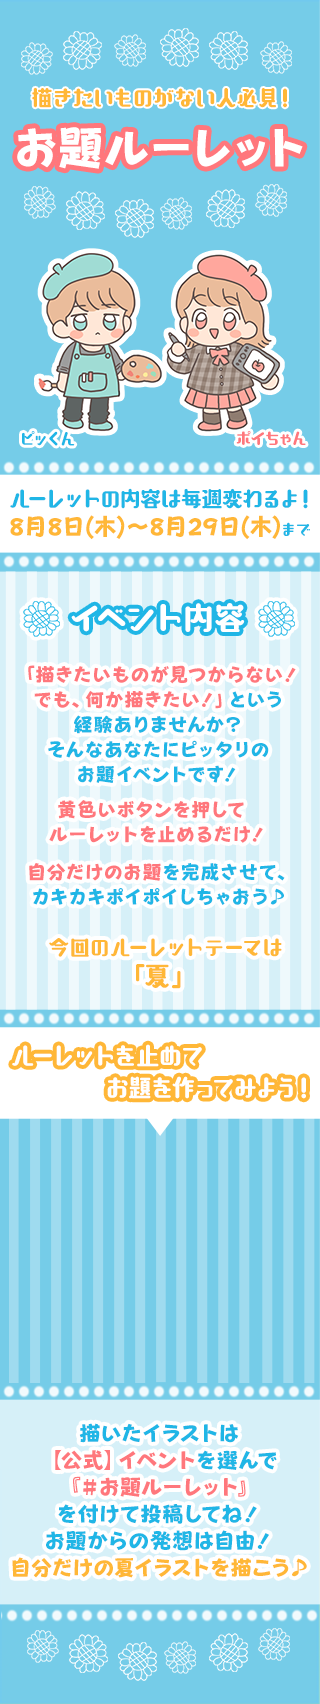 描きたいものがない人必見！
お題ルーレット
ピッくん
ポイちゃん
ルーレットの内容は毎週変わるよ！
8月8日(木)～8月29日(木)まで
イベント内容
「描きたいものが見つからない！
でも、何か描きたい！」という
経験ありませんか？
そんなあなたにピッタリの
お題イベントです！
黄色いボタンを押して
ルーレットを止めるだけ！
自分だけのお題を完成させて、
カキカキポイポイしちゃおう♪
今回のルーレットテーマは
「夏」
ルーレットを止めて
お題を作ってみよう！
描いたイラストは
【公式】イベントを選んで
『＃お題ルーレット』
を付けて投稿してね！
お題からの発想は自由！
自分だけの夏イラストを描こう♪